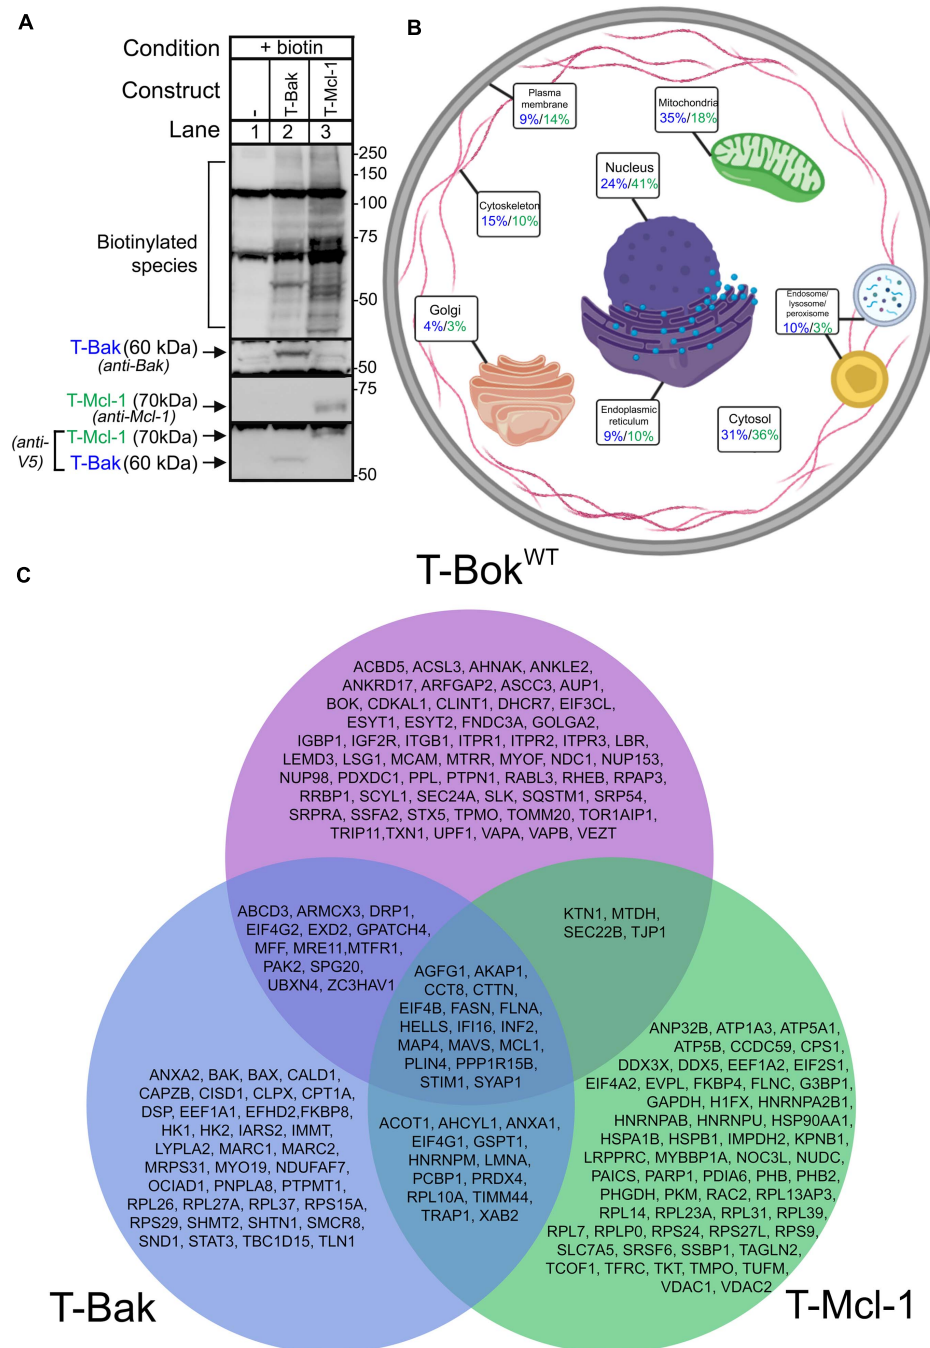 A
Condition
+ biotin
Construct
-
T-Bak
T-Mcl-1
Lane
1
2
3
Biotinylated
species
-250
-150
-100
-75
-50
T-Bak (60 kDa)
(anti-Bak)
-50
-75
T-Mcl-1 (70kDa)
(anti-Mcl-1)
(anti-
V5)
T-Mcl-1 (70kDa)
T-Bak (60 kDa)
-50
B
Plasma
membrane
9%/14%
Mitochondria
35%/18%
Nucleus
24%/41%
Cytoskeleton
15%/10%
Golgi
4%/3%
Endosome/
lysosome/
peroxisome
10%/3%
Endoplasmic
reticulum
9%/10%
Cytosol
31%/36%
C
T-Bok^WT
ACBD5, ACSL3, AHNAK, ANKLE2,
ANKRD17, ARFGAP2, ASCC3, AUP1,
BOK, CDKAL1, CLINT1, DHCR7, EIF3CL,
ESYT1, ESYT2, FNDC3A, GOLGA2,
IGBP1, IGF2R, ITGB1, ITPR1, ITPR2, ITPR3, LBR,
LEMD3, LSG1, MCAM, MTRR, MYOF, NDC1, NUP153,
NUP98, PDXDC1, PPL, PTPN1, RABL3, RHEB, RPAP3,
RRBP1, SCYL1, SEC24A, SLK, SQSTM1, SRP54,
SRPRA, SSFA2, STX5, TPMO, TOMM20, TOR1AIP1,
TRIP11,TXN1, UPF1, VAPA, VAPB, VEZT
ABCD3, ARMCX3, DRP1,
EIF4G2, EXD2, GPATCH4,
MFF, MRE11,MTFR1,
PAK2, SPG20,
UBXN4, ZC3HAV1
KTN1, MTDH,
SEC22B, TJP1
AGFG1, AKAP1,
CCT8, CTTN,
EIF4B, FASN, FLNA,
HELLS, IFI16, INF2,
MAP4, MAVS, MCL1,
PLIN4, PPP1R15B,
STIM1, SYAP1
ANXA2, BAK, BAX, CALD1,
CAPZB, CISD1, CLPX, CPT1A,
DSP, EEF1A1, EFHD2,FKBP8,
HK1, HK2, IARS2, IMMT,
LYPLA2, MARC1, MARC2,
MRPS31, MYO19, NDUFAF7,
OCIAD1, PNPLA8, PTPMT1,
RPL26, RPL27A, RPL37, RPS15A,
RPS29, SHMT2, SHTN1, SMCR8,
SND1, STAT3, TBC1D15, TLN1
ACOT1, AHCYL1, ANXA1,
EIF4G1, GSPT1,
HNRNPM, LMNA,
PCBP1, PRDX4,
RPL10A, TIMM44,
TRAP1, XAB2
ANP32B, ATP1A3, ATP5A1,
ATP5B, CCDC59, CPS1,
DDX3X, DDX5, EEF1A2, EIF2S1,
EIF4A2, EVPL, FKBP4, FLNC, G3BP1,
GAPDH, H1FX, HNRNPA2B1,
HNRNPAB, HNRNPU, HSP90AA1,
HSPA1B, HSPB1, IMPDH2, KPNB1,
LRPPRC, MYBBP1A, NOC3L, NUDC,
PAICS, PARP1, PDIA6, PHB, PHB2,
PHGDH, PKM, RAC2, RPL13AP3,
RPL14, RPL23A, RPL31, RPL39,
RPL7, RPLP0, RPS24, RPS27L, RPS9,
SLC7A5, SRSF6, SSBP1, TAGLN2,
TCOF1, TFRC, TKT, TMPO, TUFM,
VDAC1, VDAC2
T-Bak
T-Mcl-1